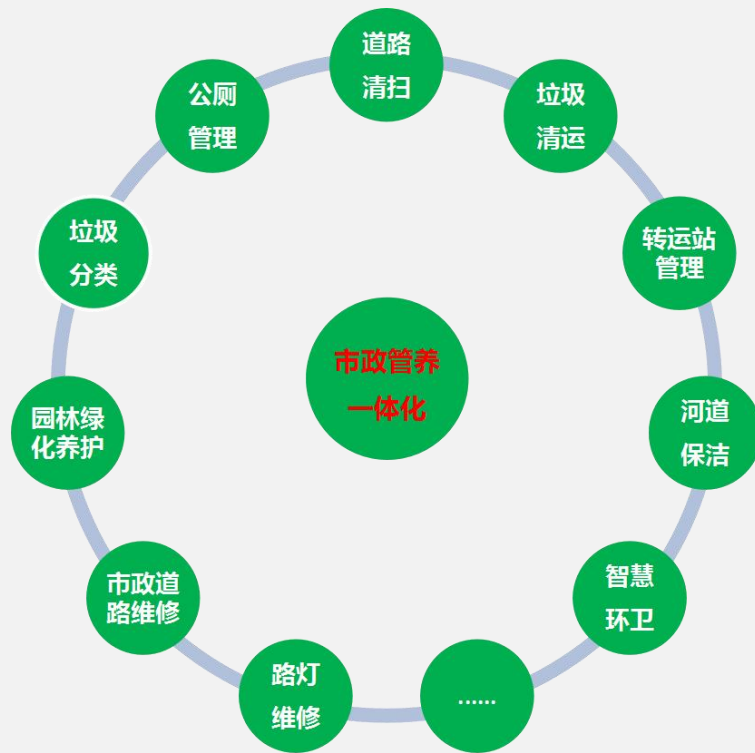 道路
清扫
垃圾
清运
转运站
管理
河道
保洁
智慧
环卫
......
路灯
维修
市政道
路维修
园林绿
化养护
垃圾
分类
公厕
管理
市政管养
一体化